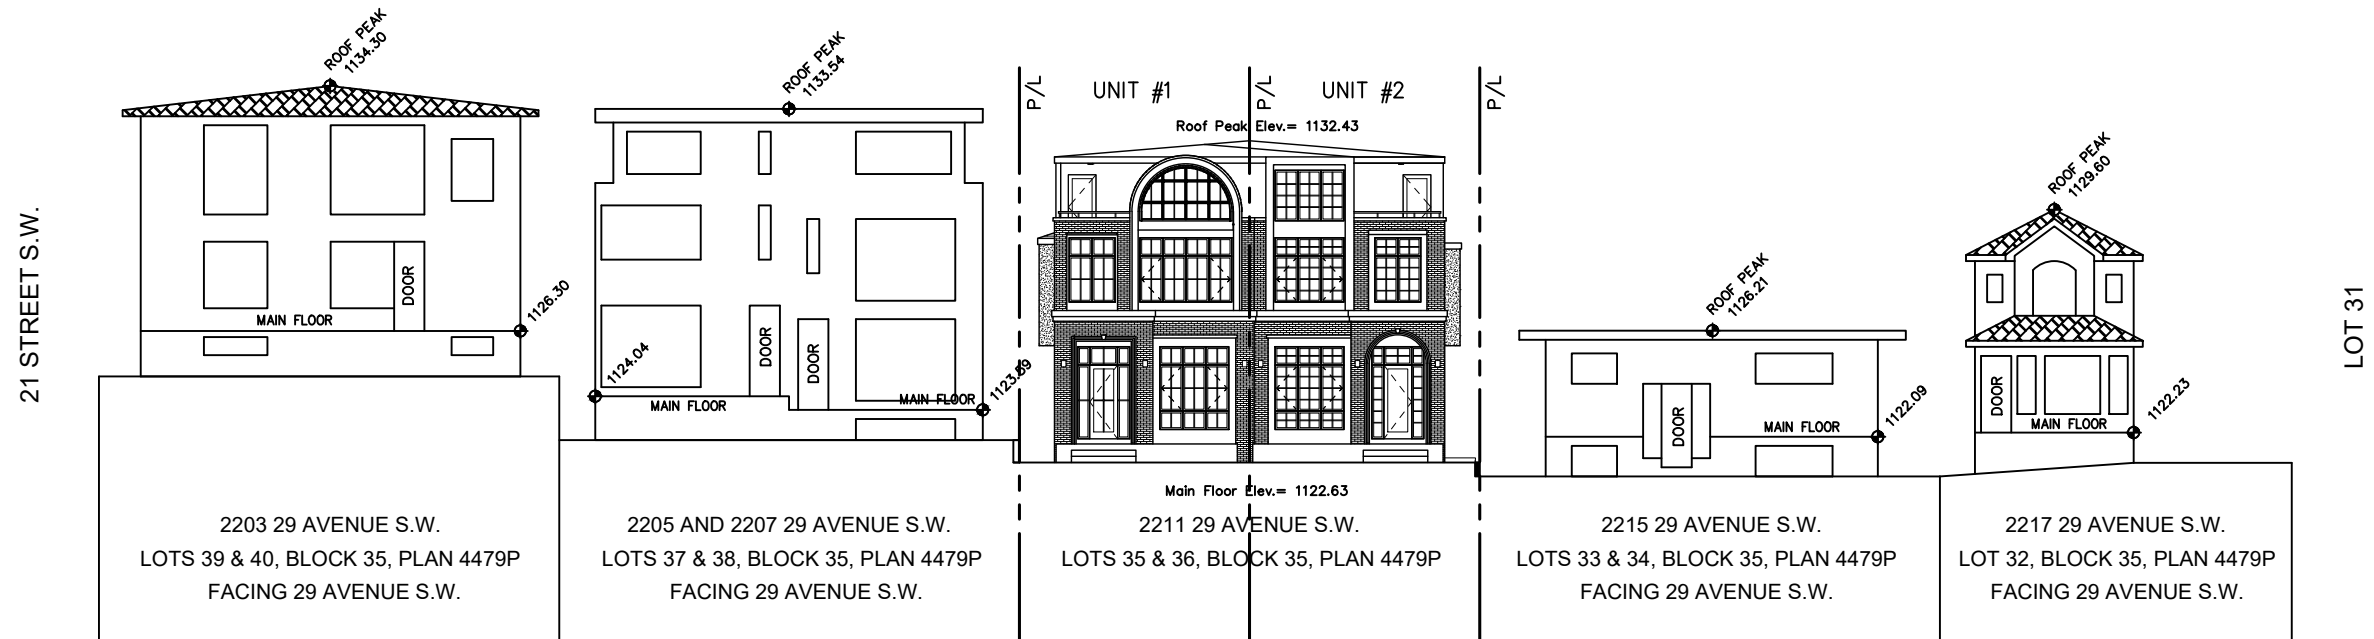 21 STREET S.W.
ROOF PEAK
1134.30
DOOR
MAIN FLOOR
1126.30
2203 29 AVENUE S.W.
LOTS 39 & 40, BLOCK 35, PLAN 4479P
FACING 29 AVENUE S.W.
ROOF PEAK
1133.54
1124.04
DOOR
DOOR
MAIN FLOOR
MAIN FLOOR
1123.59
2205 AND 2207 29 AVENUE S.W.
LOTS 37 & 38, BLOCK 35, PLAN 4479P
FACING 29 AVENUE S.W.
P/L
UNIT #1
P/L
UNIT #2
P/L
Roof Peak Elev.= 1132.43
Main Floor Elev.= 1122.63
2211 29 AVENUE S.W.
LOTS 35 & 36, BLOCK 35, PLAN 4479P
ROOF PEAK
1126.21
DOOR
MAIN FLOOR
1122.09
2215 29 AVENUE S.W.
LOTS 33 & 34, BLOCK 35, PLAN 4479P
FACING 29 AVENUE S.W.
ROOF PEAK
1129.60
DOOR
MAIN FLOOR
1122.23
2217 29 AVENUE S.W.
LOT 32, BLOCK 35, PLAN 4479P
FACING 29 AVENUE S.W.
LOT 31